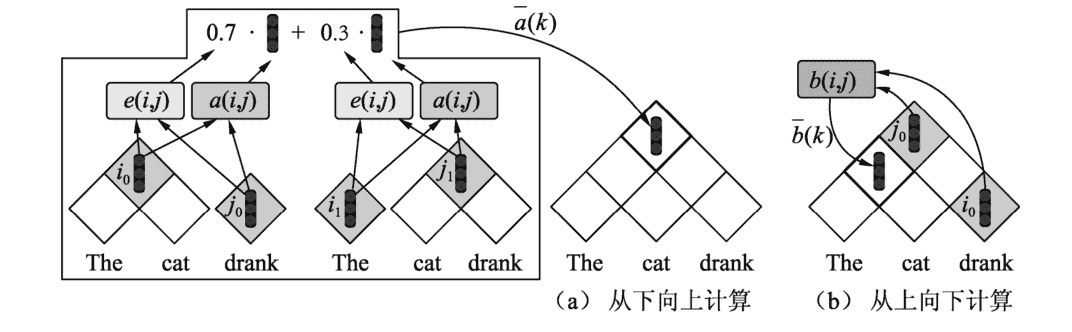 0.7 · + 0.3 ·
a̅(k)
e(i,j) a(i,j) e(i,j) a(i,j)
b(i,j)
b̅(k)
i₀ j₀ i₁ j₁
j₀
i₀
The cat drank The cat drank The cat drank The cat drank
(a) 从下向上计算 (b) 从上向下计算